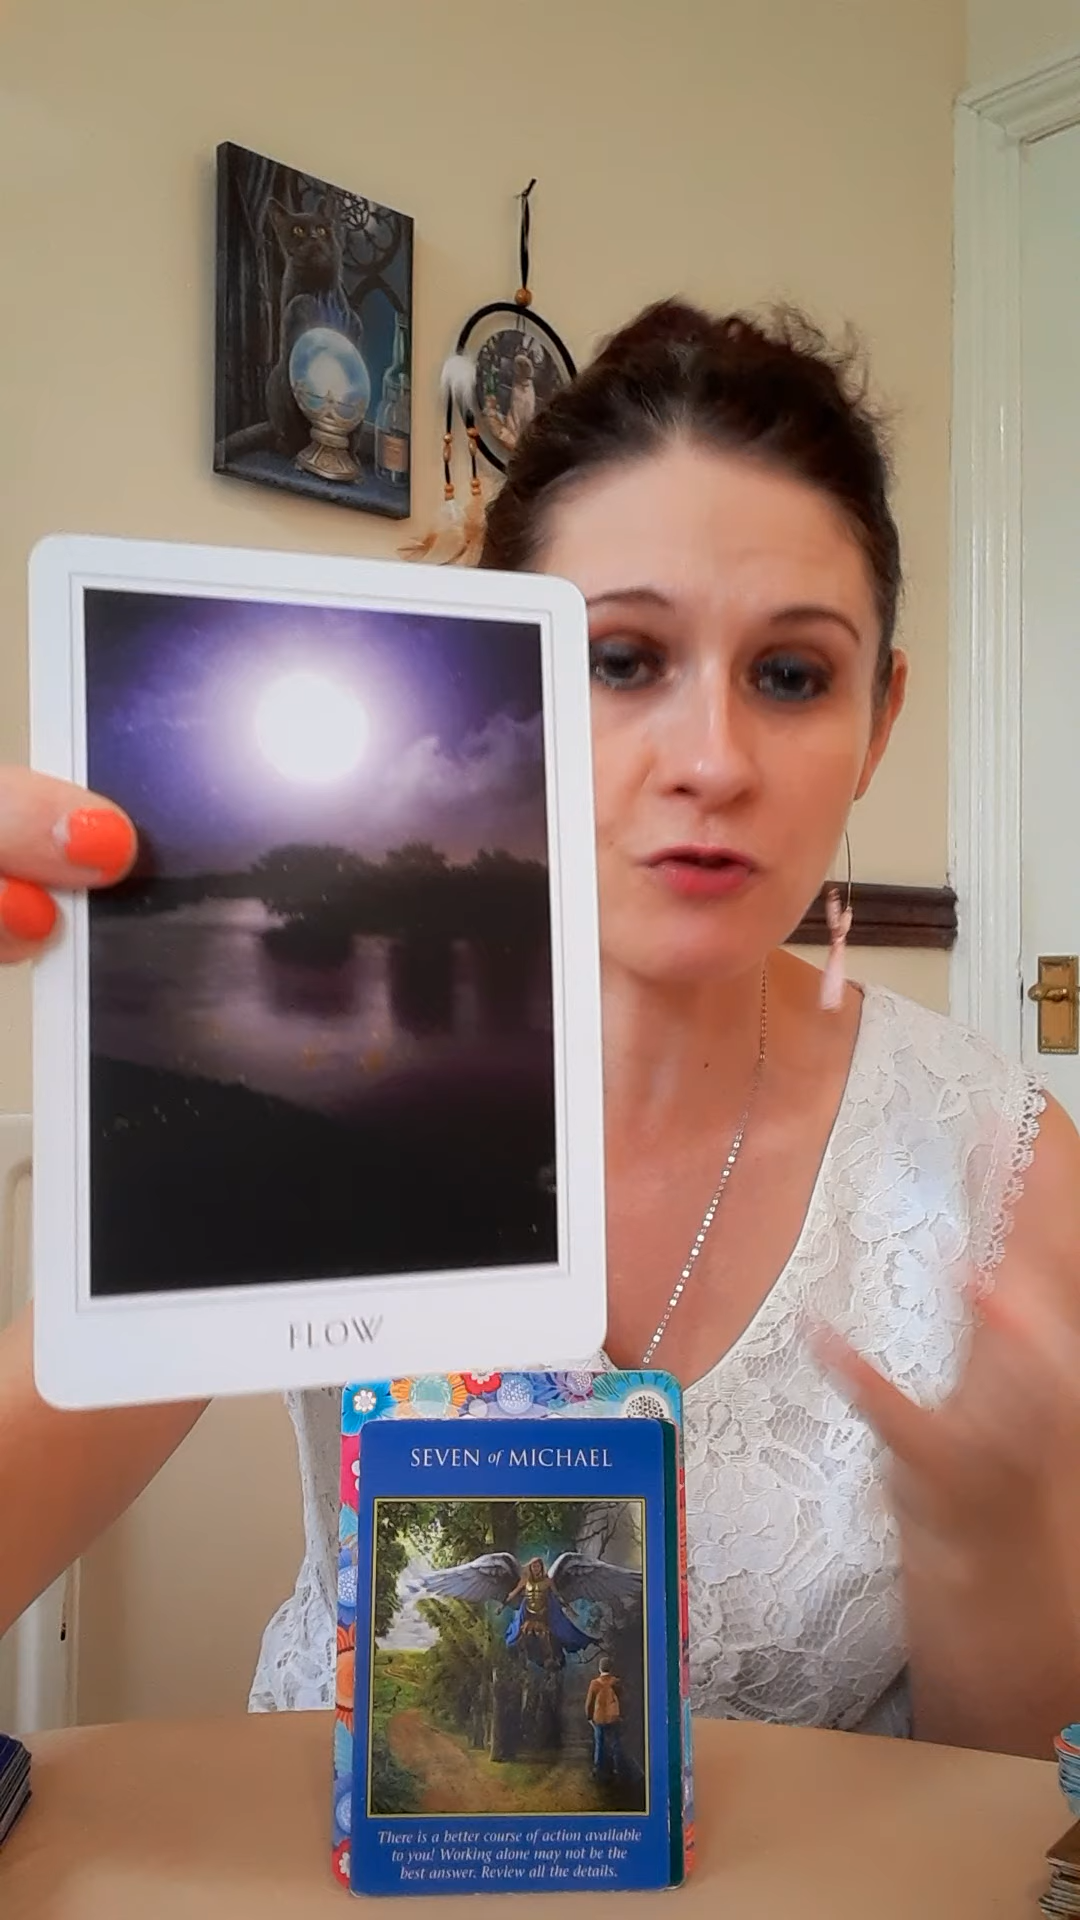 FLOW
SEVEN of MICHAEL
There is a better course of action available
to you! Working alone may not be the
best answer. Review all the details.